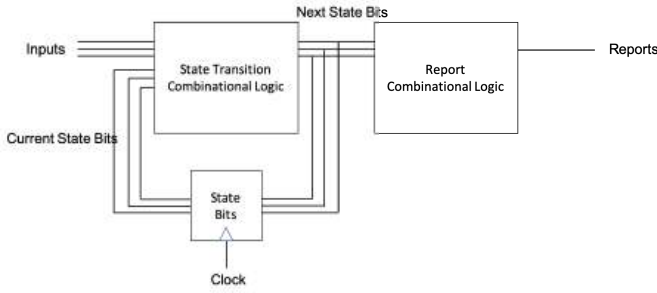 Next State Bits
Inputs
State Transition
Combinational Logic
Report
Combinational Logic
Reports
Current State Bits
State
Bits
Clock